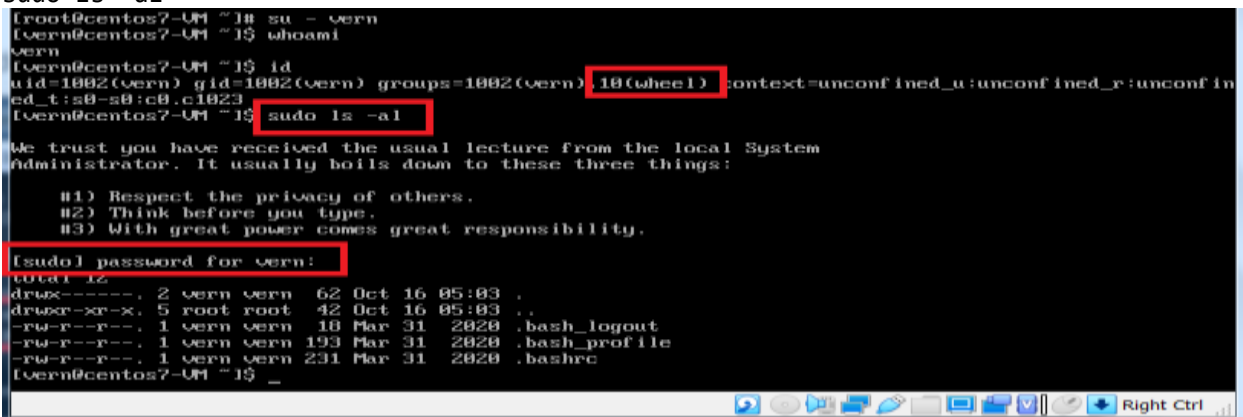 [root@centos7-VM ~]# su - vern
[vern@centos7-VM ~]$ whoami
vern
[vern@centos7-VM ~]$ id
uid=1002(vern) gid=1002(vern) groups=1002(vern),10(wheel) context=unconfined_u:unconfined_r:unconfin
ed_t:s0-s0:c0.c1023
[vern@centos7-VM ~]$ sudo ls -al
We trust you have received the usual lecture from the local System
Administrator. It usually boils down to these three things:
#1) Respect the privacy of others.
#2) Think before you type.
#3) With great power comes great responsibility.
[sudo] password for vern:
total 12
drwx------. 2 vern vern 62 Oct 16 05:03 .
drwxr-xr-x. 5 root root 42 Oct 16 05:03 ..
-rw-r--r--. 1 vern vern 18 Mar 31 2020 .bash_logout
-rw-r--r--. 1 vern vern 193 Mar 31 2020 .bash_profile
-rw-r--r--. 1 vern vern 231 Mar 31 2020 .bashrc
[vern@centos7-VM ~]$ _
Right Ctrl